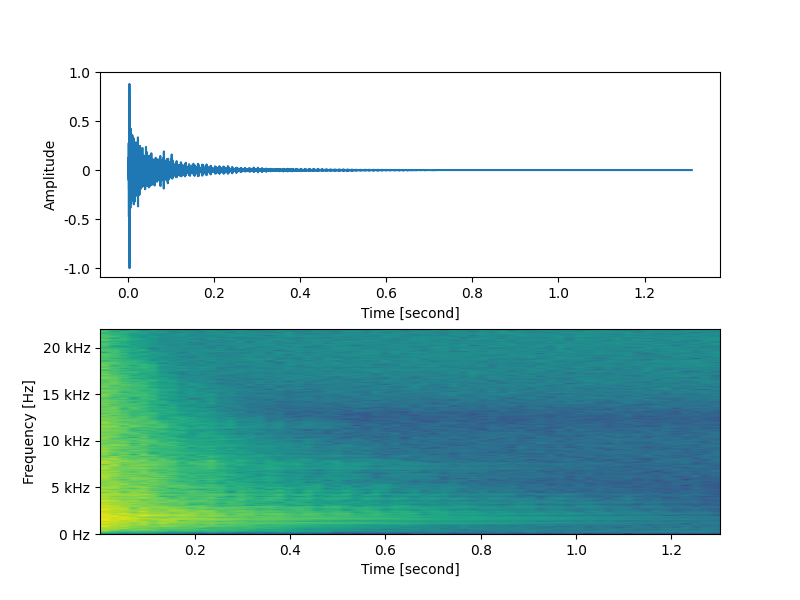 1.0
0.5
0
-0.5
-1.0
Amplitude
0.0 0.2 0.4 0.6 0.8 1.0 1.2
Time [second]
20 kHz
15 kHz
10 kHz
5 kHz
0 Hz
Frequency [Hz]
0.2 0.4 0.6 0.8 1.0 1.2
Time [second]